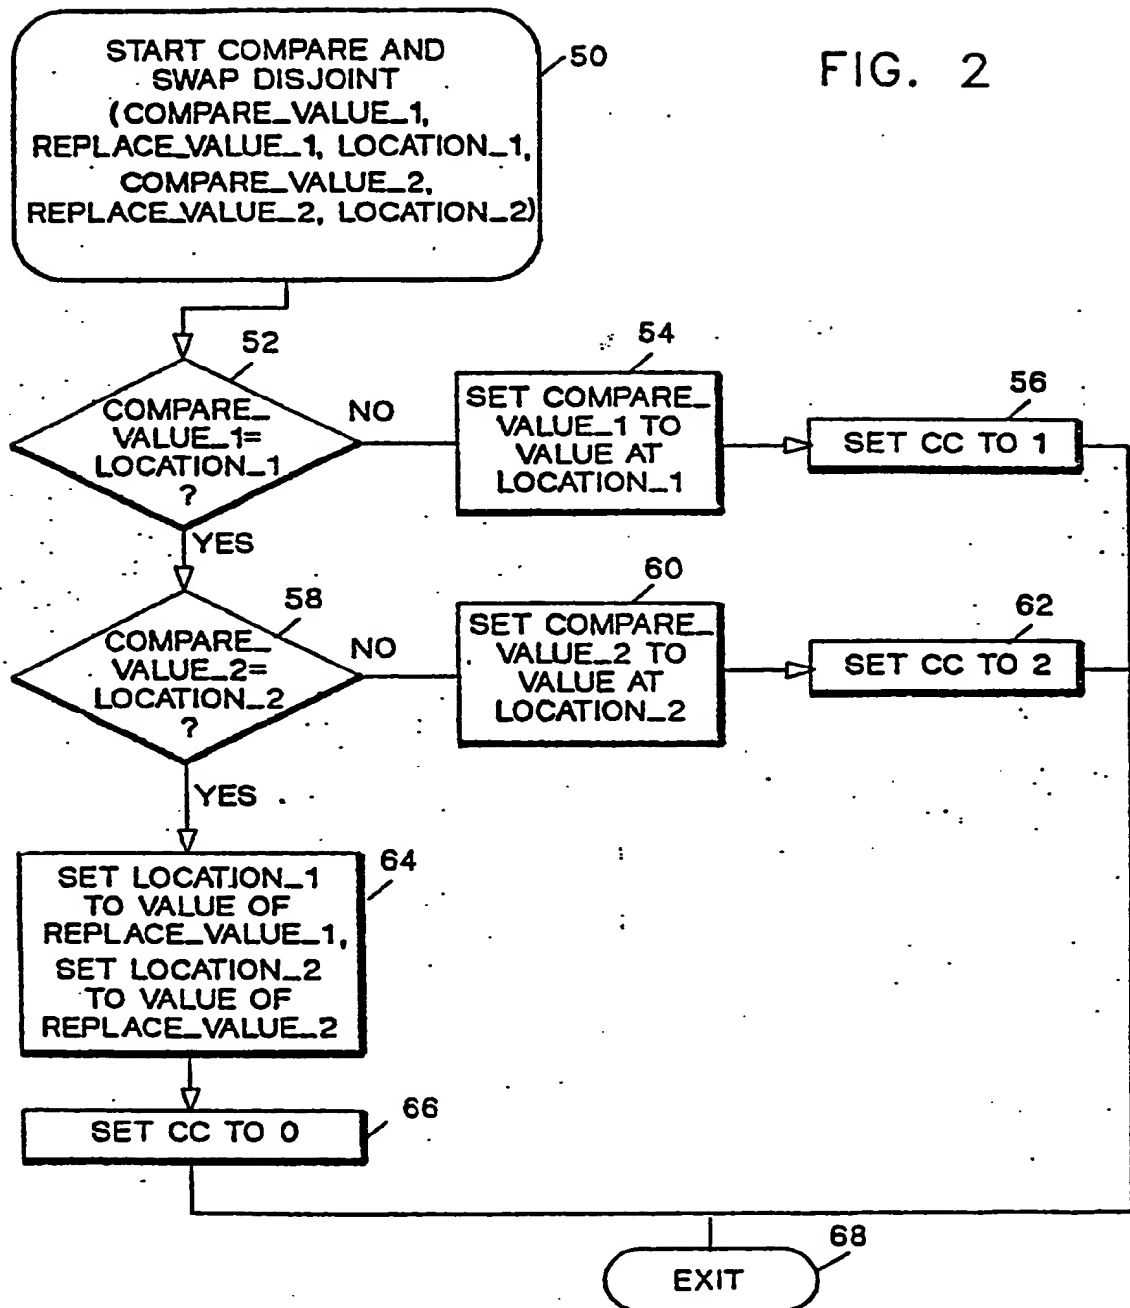 START COMPARE AND
SWAP DISJOINT
(COMPARE_VALUE_1,
REPLACE_VALUE_1, LOCATION_1,
COMPARE_VALUE_2,
REPLACE_VALUE_2, LOCATION_2)
50
FIG. 2
52
COMPARE_
VALUE_1=
LOCATION_1
?
NO
54
SET COMPARE_
VALUE_1 TO
VALUE AT
LOCATION_1
56
SET CC TO 1
YES
58
COMPARE_
VALUE_2=
LOCATION_2
?
NO
60
SET COMPARE_
VALUE_2 TO
VALUE AT
LOCATION_2
62
SET CC TO 2
YES
64
SET LOCATION_1
TO VALUE OF
REPLACE_VALUE_1,
SET LOCATION_2
TO VALUE OF
REPLACE_VALUE_2
66
SET CC TO 0
68
EXIT